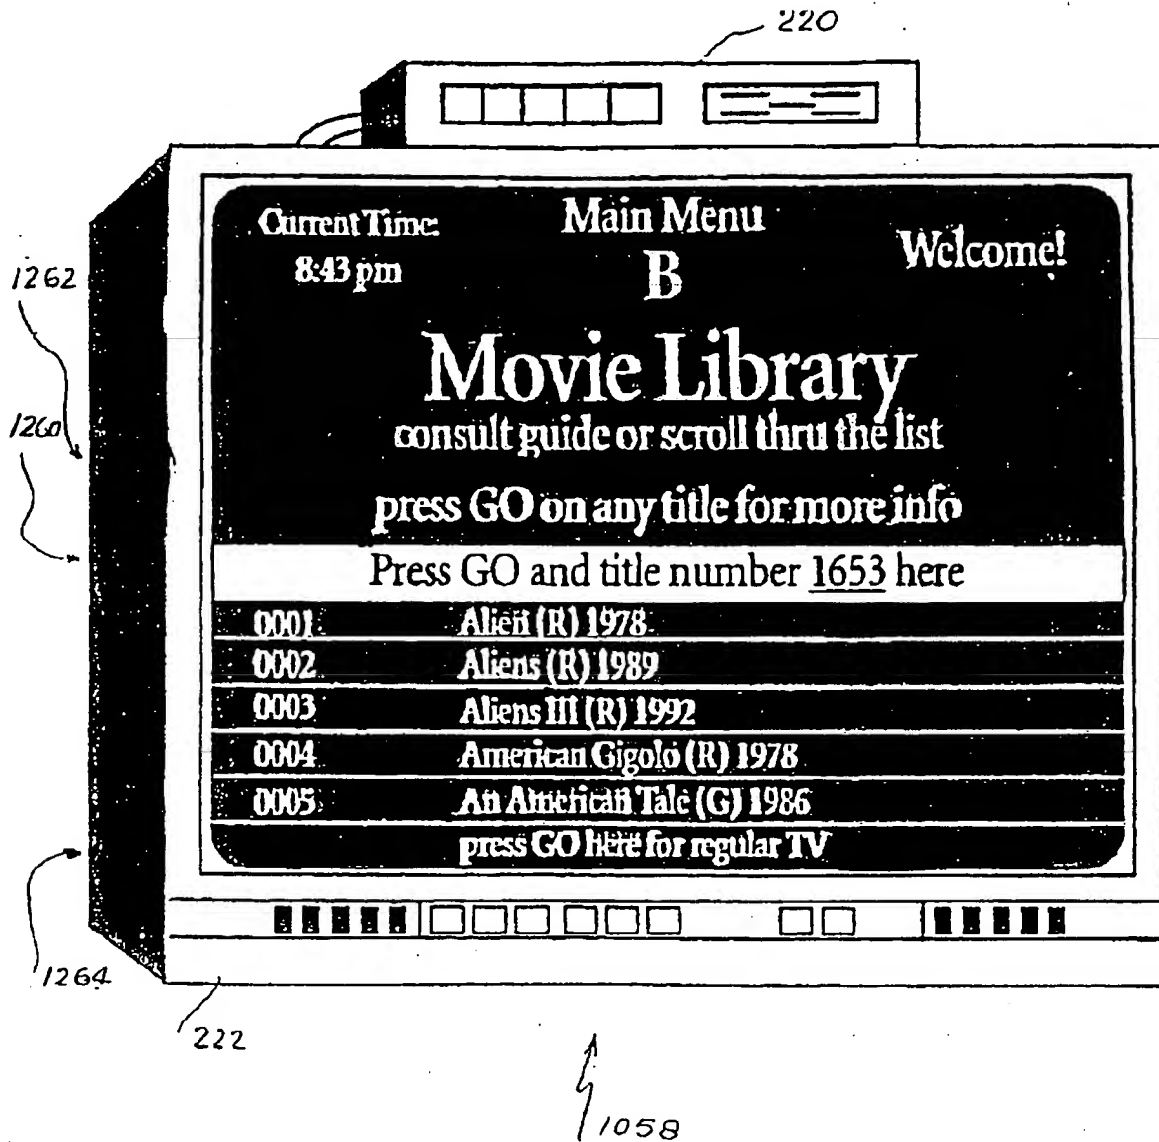 220
Current Time:
8:43 pm
Main Menu
B
Welcome!
1262
Movie Library
1260
consult guide or scroll thru the list
press GO on any title for more info
Press GO and title number 1653 here
0001 Alien (R) 1978
0002 Aliens (R) 1989
0003 Aliens III (R) 1992
0004 American Gigolo (R) 1978
0005 An American Tale (G) 1986
press GO here for regular TV
1264
222
1058